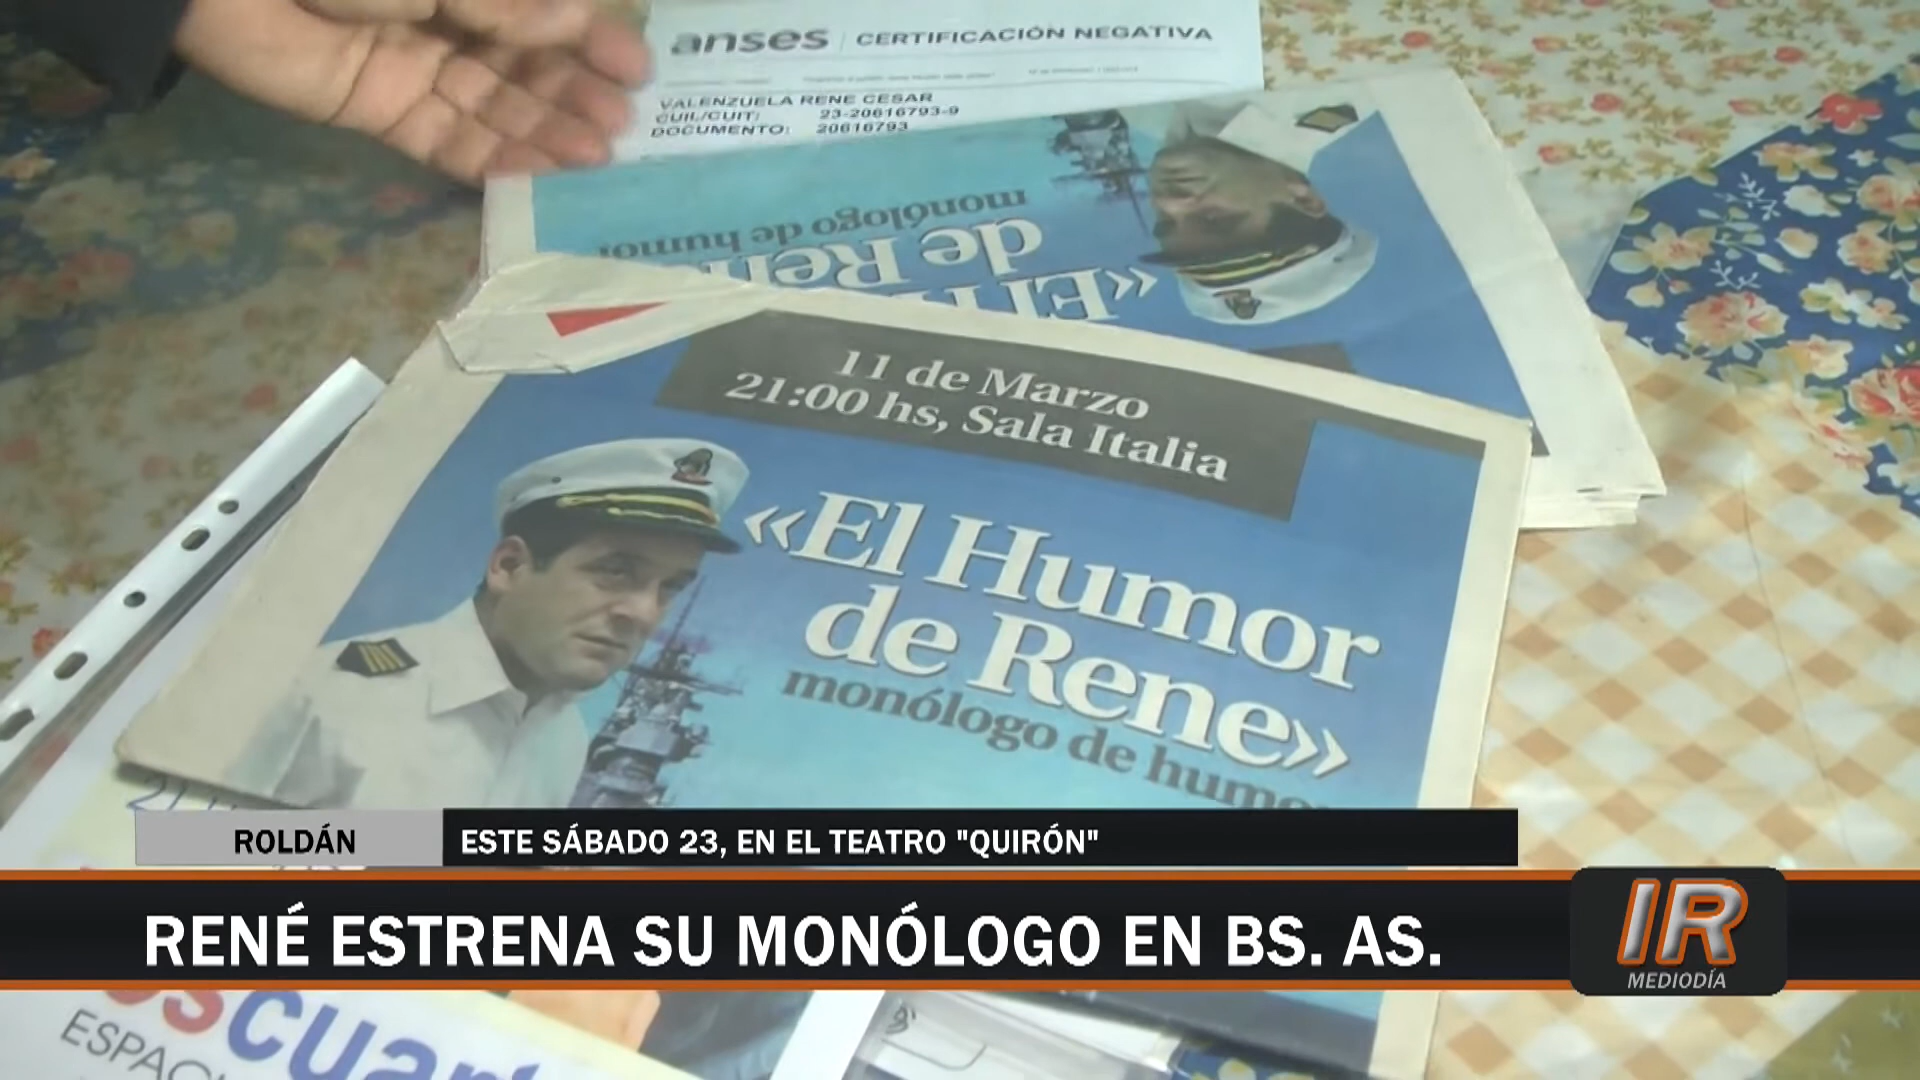 anses CERTIFICACIÓN NEGATIVA
VALENZUELA RENE CESAR
CUIL/CUIT: 23-20616793-9
DOCUMENTO: 20616793
monólogo de humor
de Rene
«El
11 de Marzo
21:00 hs, Sala Italia
«El Humor
de Rene»
monólogo de humo
ROLDÁN
ESTE SÁBADO 23, EN EL TEATRO "QUIRÓN"
RENÉ ESTRENA SU MONÓLOGO EN BS. AS.
IR
MEDIODÍA